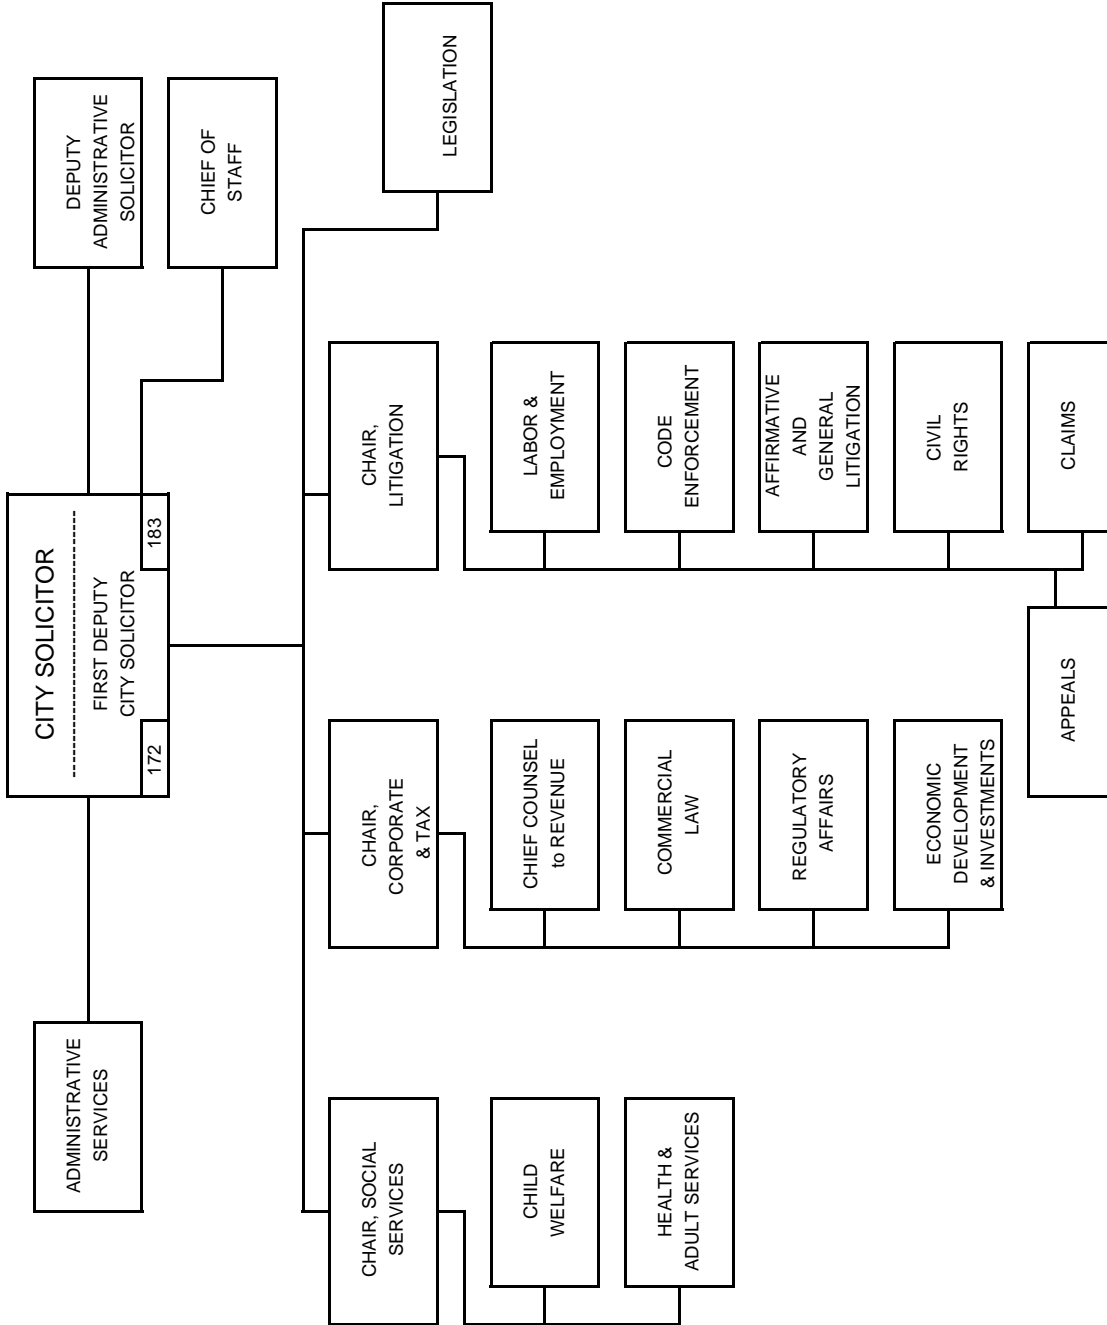 CITY SOLICITOR
FIRST DEPUTY
CITY SOLICITOR
172
183
ADMINISTRATIVE
SERVICES
DEPUTY
ADMINISTRATIVE
SOLICITOR
CHIEF OF
STAFF
CHAIR, SOCIAL
SERVICES
CHILD
WELFARE
HEALTH &
ADULT SERVICES
CHAIR,
CORPORATE
& TAX
CHIEF COUNSEL
to REVENUE
COMMERCIAL
LAW
REGULATORY
AFFAIRS
ECONOMIC
DEVELOPMENT
& INVESTMENTS
CHAIR,
LITIGATION
LABOR &
EMPLOYMENT
CODE
ENFORCEMENT
AFFIRMATIVE
AND
GENERAL
LITIGATION
CIVIL
RIGHTS
CLAIMS
APPEALS
LEGISLATION